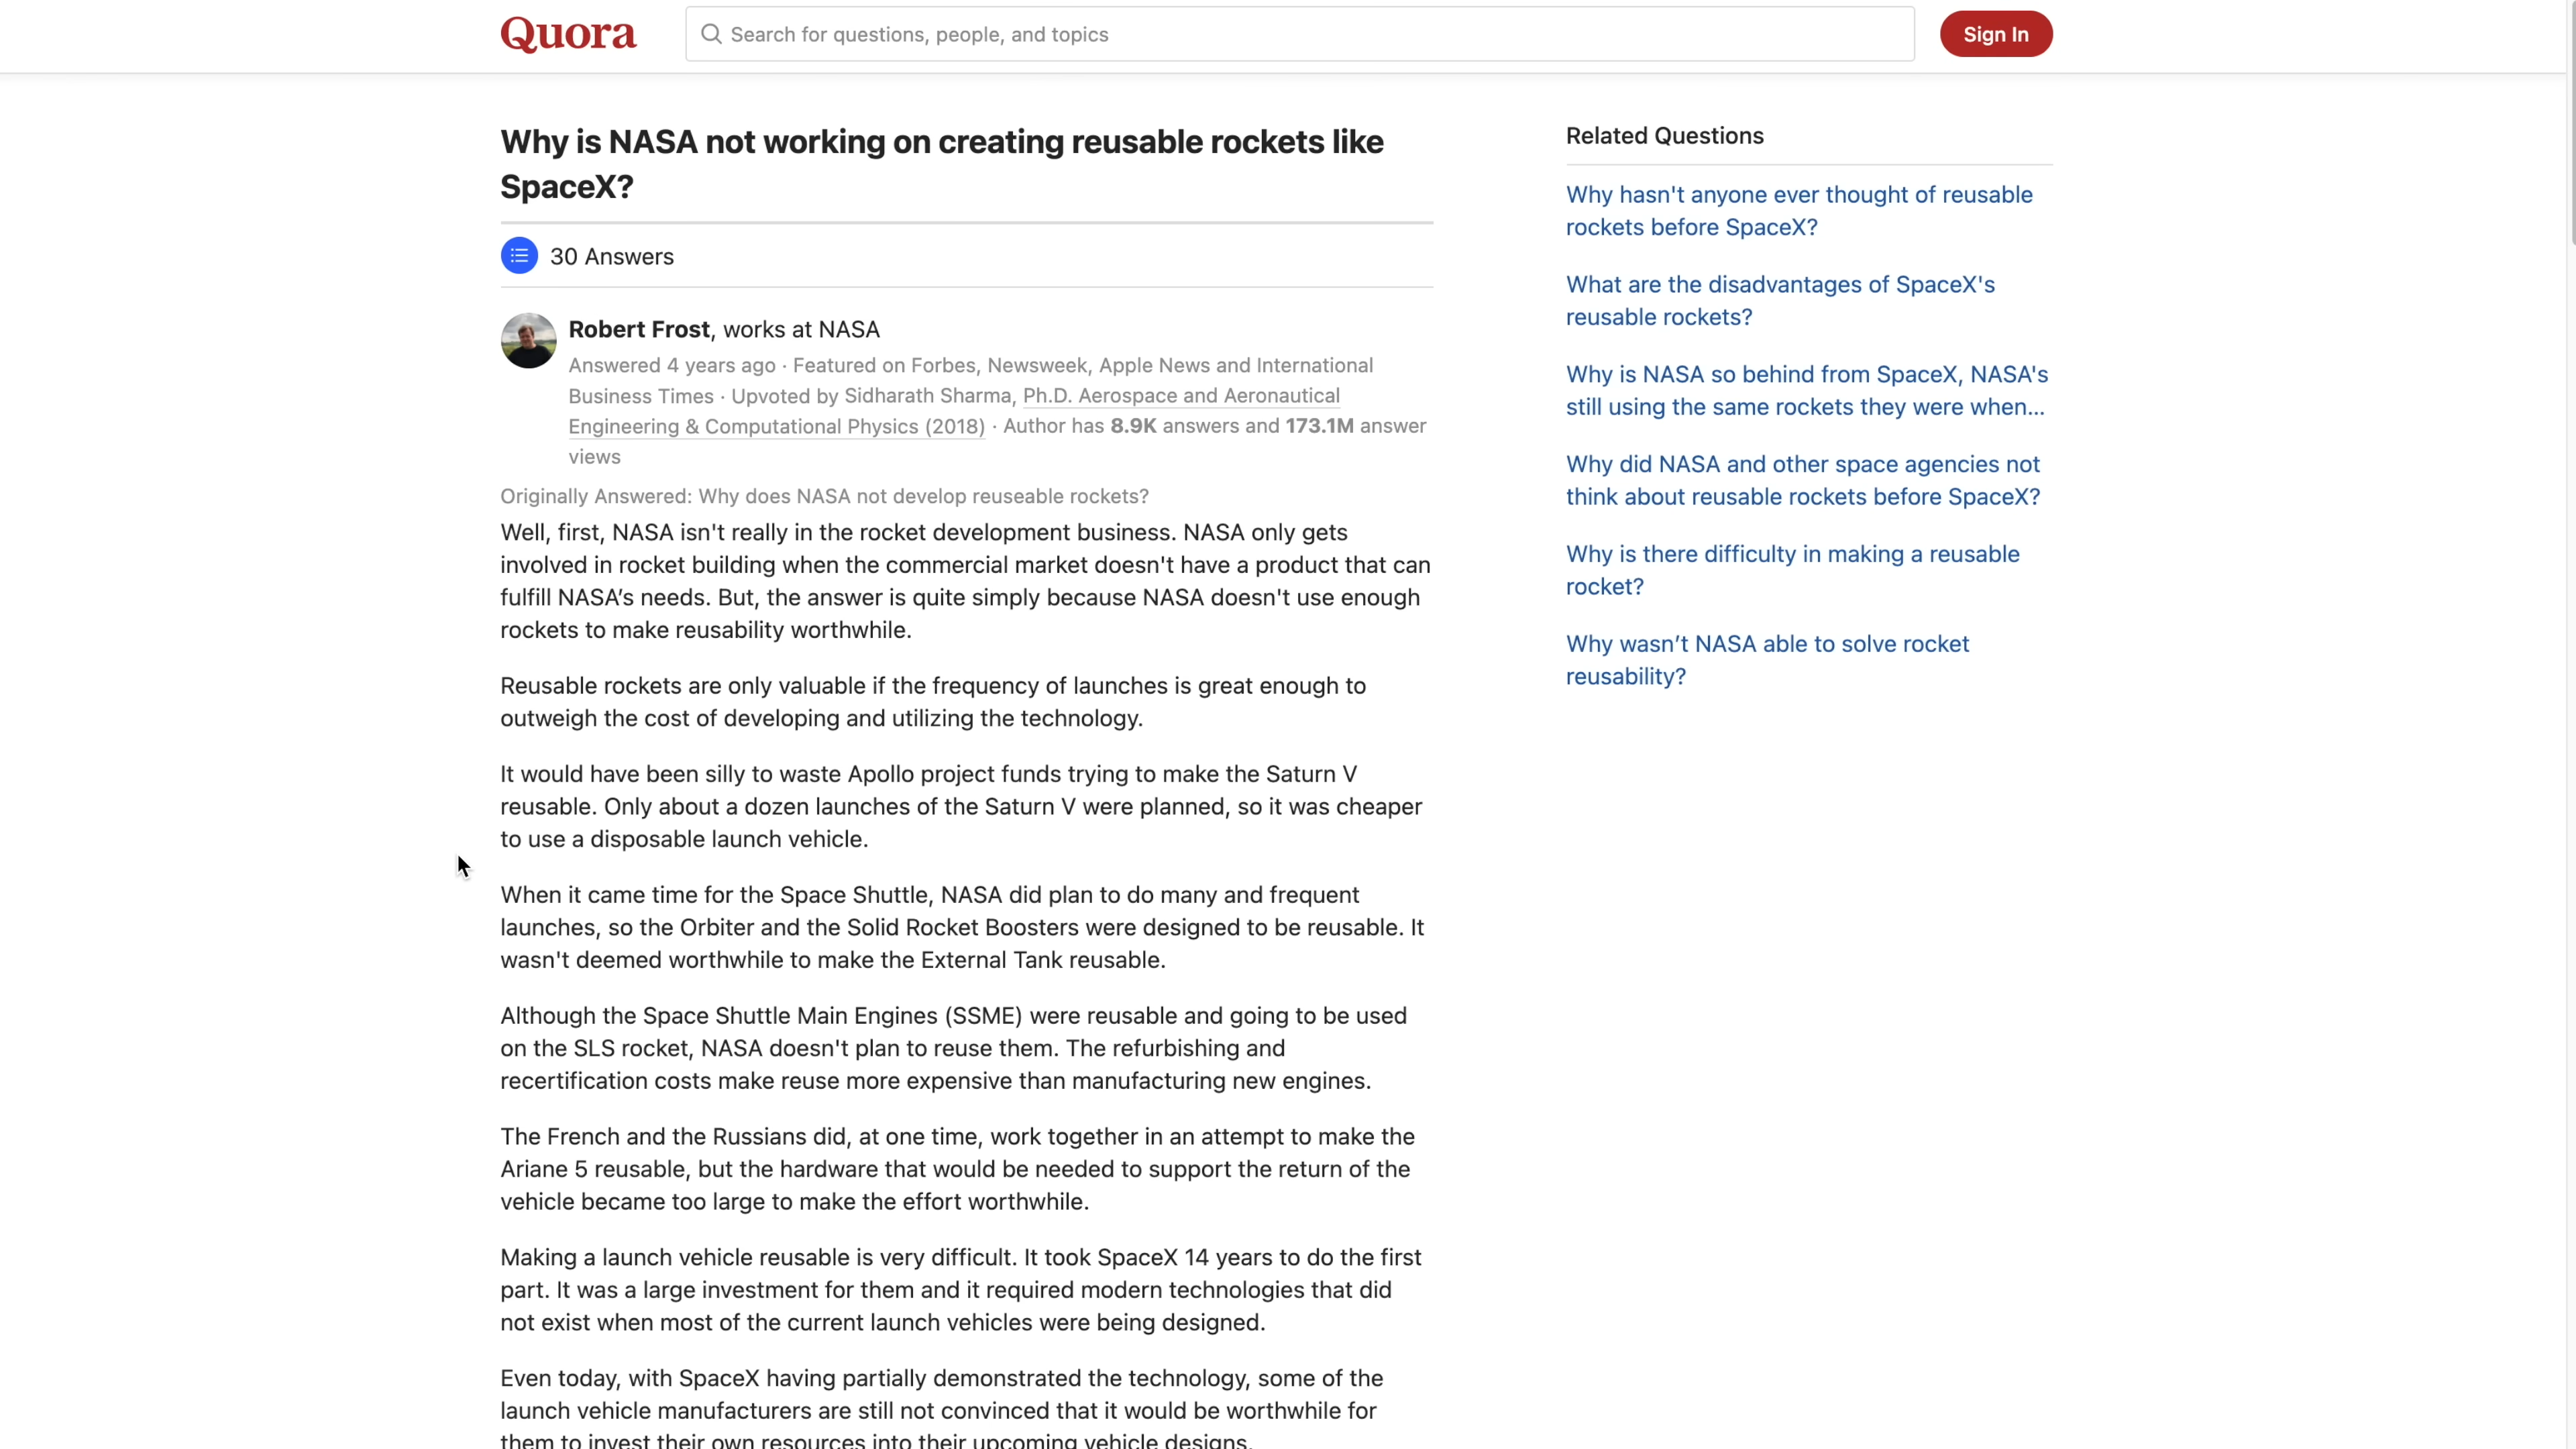 Quora
Search for questions, people, and topics
Sign In
Why is NASA not working on creating reusable rockets like
SpaceX?
30 Answers
Robert Frost, works at NASA
Answered 4 years ago · Featured on Forbes, Newsweek, Apple News and International
Business Times · Upvoted by Sidharath Sharma, Ph.D. Aerospace and Aeronautical
Engineering & Computational Physics (2018) · Author has 8.9K answers and 173.1M answer
views
Originally Answered: Why does NASA not develop reuseable rockets?
Well, first, NASA isn't really in the rocket development business. NASA only gets
involved in rocket building when the commercial market doesn't have a product that can
fulfill NASA’s needs. But, the answer is quite simply because NASA doesn't use enough
rockets to make reusability worthwhile.
Reusable rockets are only valuable if the frequency of launches is great enough to
outweigh the cost of developing and utilizing the technology.
It would have been silly to waste Apollo project funds trying to make the Saturn V
reusable. Only about a dozen launches of the Saturn V were planned, so it was cheaper
to use a disposable launch vehicle.
When it came time for the Space Shuttle, NASA did plan to do many and frequent
launches, so the Orbiter and the Solid Rocket Boosters were designed to be reusable. It
wasn't deemed worthwhile to make the External Tank reusable.
Although the Space Shuttle Main Engines (SSME) were reusable and going to be used
on the SLS rocket, NASA doesn't plan to reuse them. The refurbishing and
recertification costs make reuse more expensive than manufacturing new engines.
The French and the Russians did, at one time, work together in an attempt to make the
Ariane 5 reusable, but the hardware that would be needed to support the return of the
vehicle became too large to make the effort worthwhile.
Making a launch vehicle reusable is very difficult. It took SpaceX 14 years to do the first
part. It was a large investment for them and it required modern technologies that did
not exist when most of the current launch vehicles were being designed.
Even today, with SpaceX having partially demonstrated the technology, some of the
launch vehicle manufacturers are still not convinced that it would be worthwhile for
them to invest their own resources into their upcoming vehicle designs.
Related Questions
Why hasn't anyone ever thought of reusable
rockets before SpaceX?
What are the disadvantages of SpaceX's
reusable rockets?
Why is NASA so behind from SpaceX, NASA's
still using the same rockets they were when...
Why did NASA and other space agencies not
think about reusable rockets before SpaceX?
Why is there difficulty in making a reusable
rocket?
Why wasn’t NASA able to solve rocket
reusability?